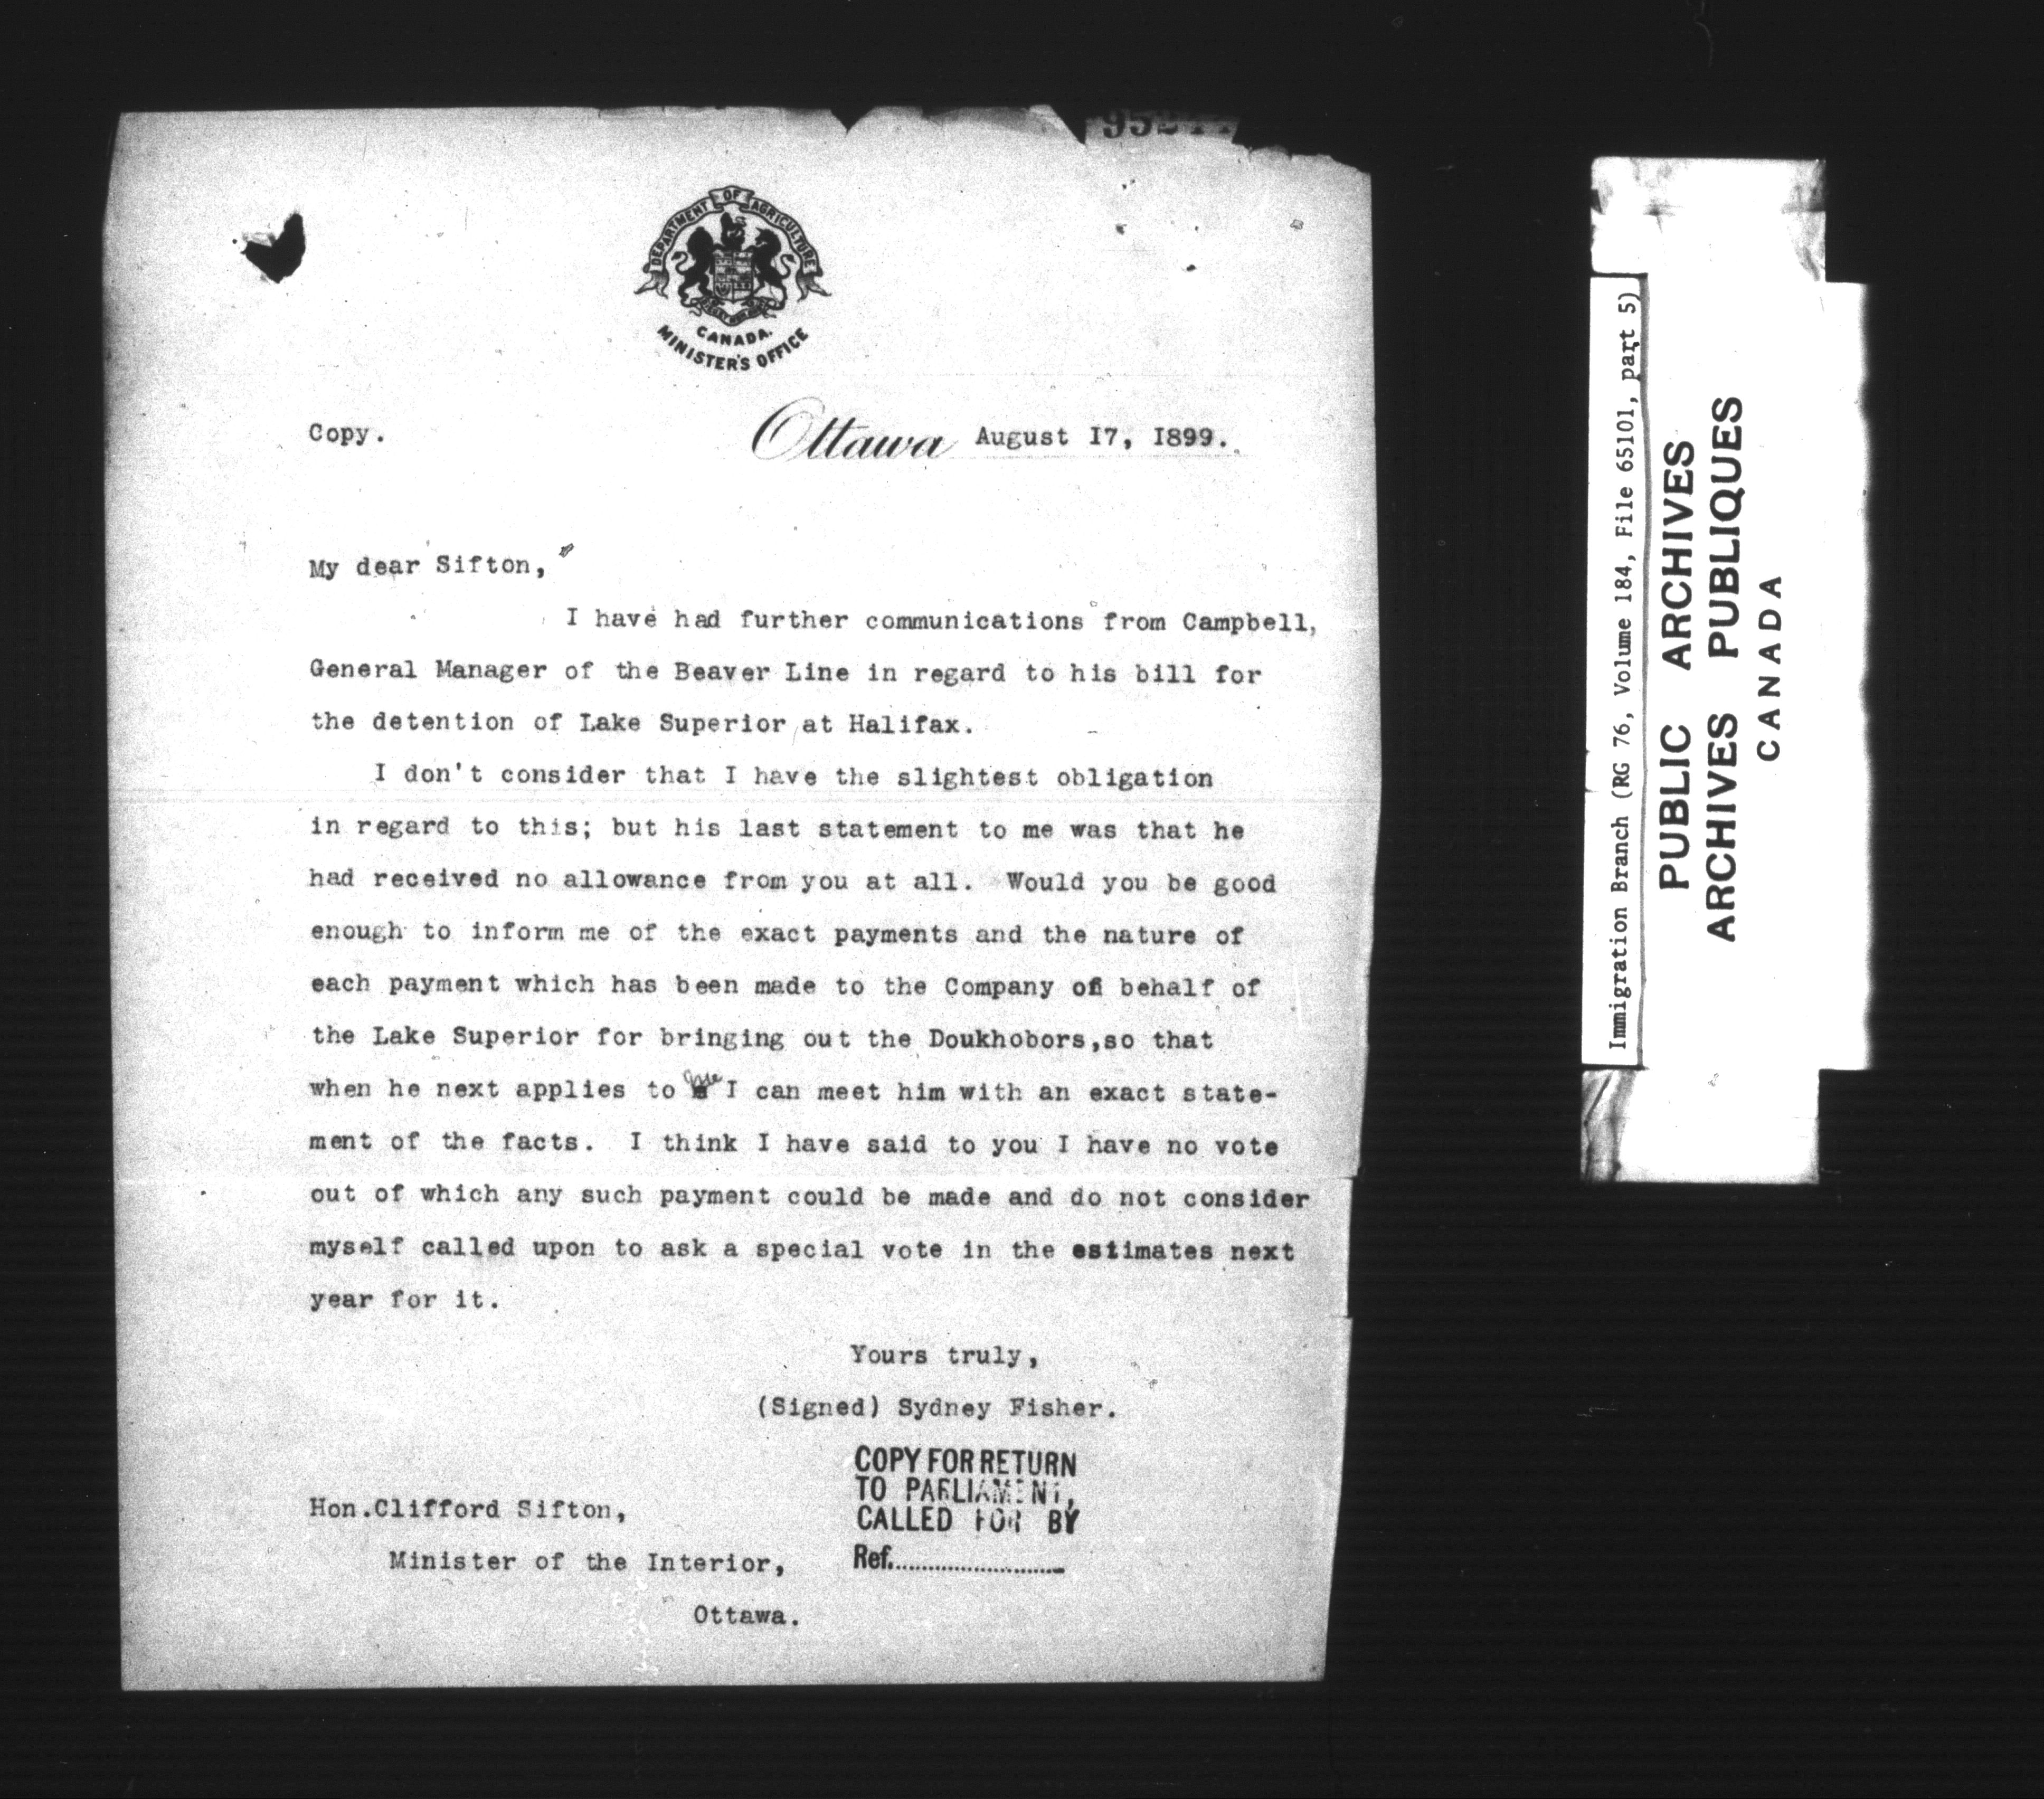 DEPARTMENT OF AGRICULTURE
CANADA.
MINISTER'S OFFICE
Copy.
Ottawa August 17, 1899.
My dear Sifton,
I have had further communications from Campbell,
General Manager of the Beaver Line in regard to his bill for
the detention of Lake Superior at Halifax.
I don't consider that I have the slightest obligation
in regard to this; but his last statement to me was that he
had received no allowance from you at all. Would you be good
enough to inform me of the exact payments and the nature of
each payment which has been made to the Company on behalf of
the Lake Superior for bringing out the Doukhobors,so that
when he next applies to me I can meet him with an exact state-
ment of the facts. I think I have said to you I have no vote
out of which any such payment could be made and do not consider
myself called upon to ask a special vote in the estimates next
year for it.
Yours truly,
(Signed) Sydney Fisher.
COPY FOR RETURN
TO PARLIAMENT,
CALLED FOR BY
Ref.
Hon.Clifford Sifton,
Minister of the Interior,
Ottawa.
Immigration Branch (RG 76, Volume 184, File 65101, part 5)
PUBLIC ARCHIVES
ARCHIVES PUBLIQUES
CANADA